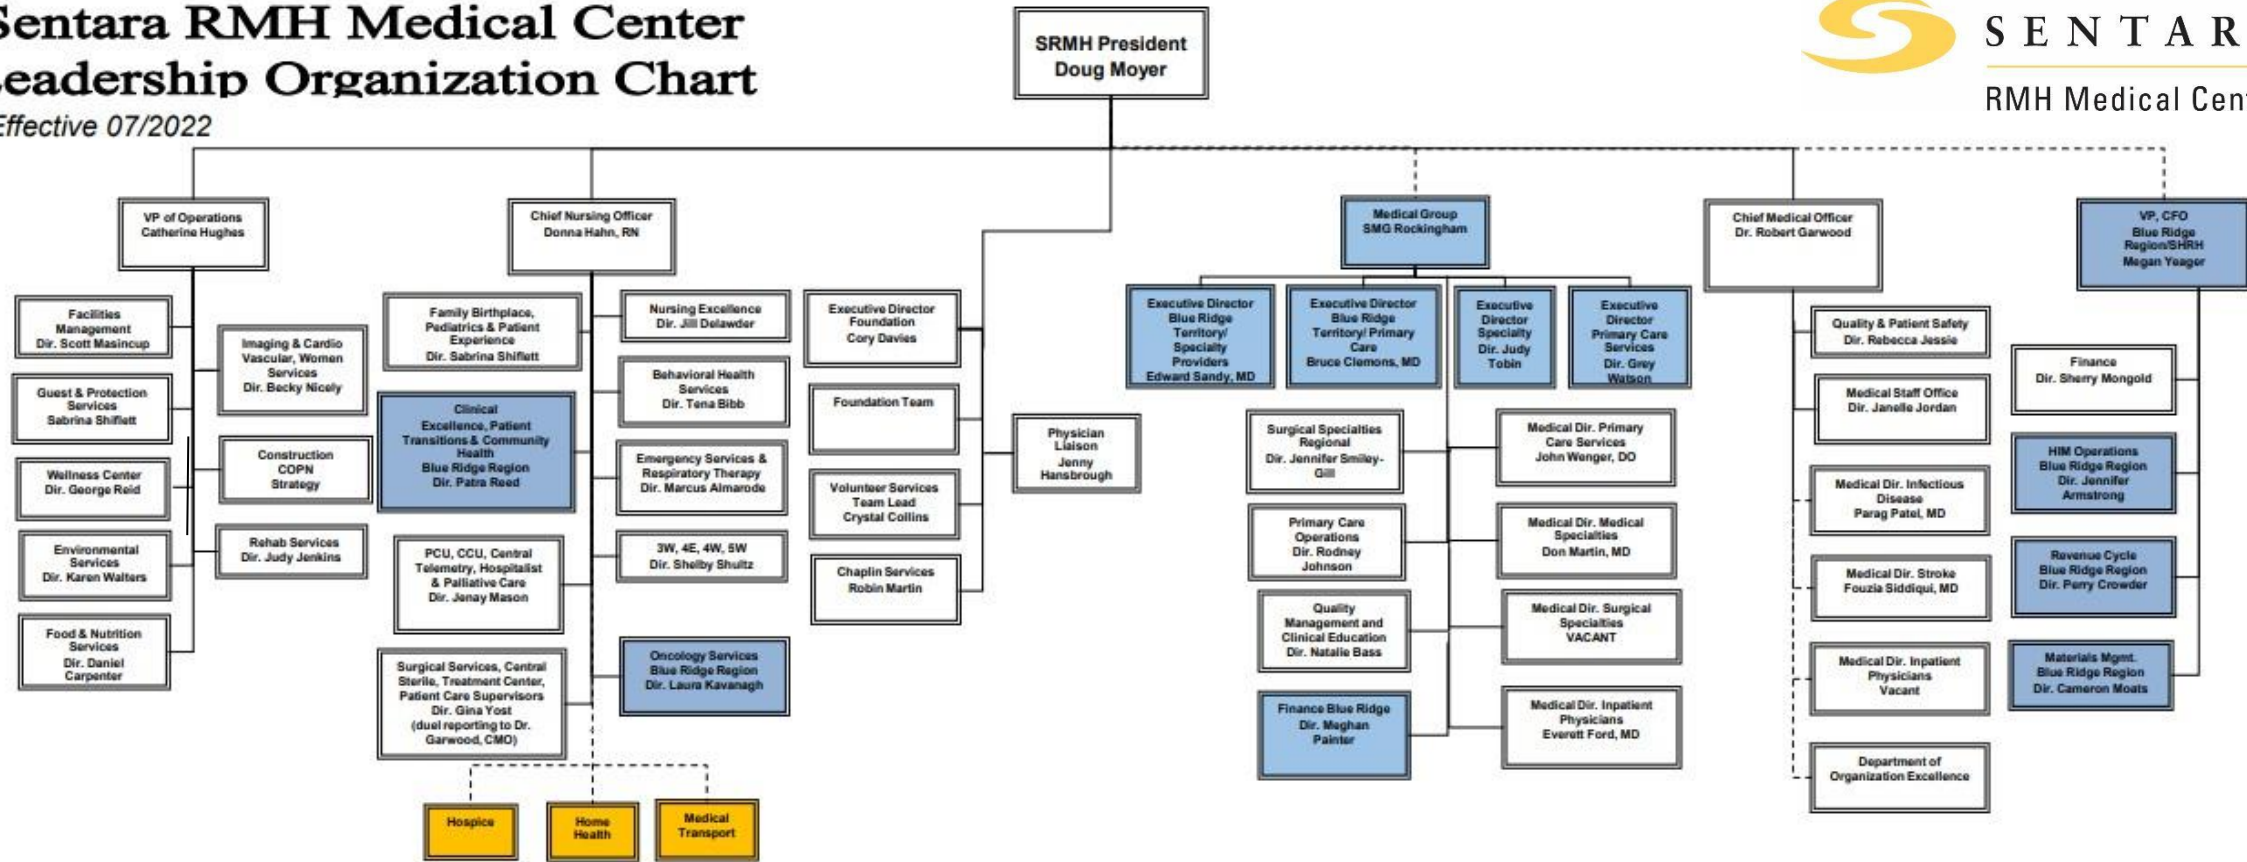 Sentara RMH Medical Center
Leadership Organization Chart
Effective 07/2022
SENTAR
RMH Medical Cent
SRMH President
Doug Moyer
VP of Operations
Catherine Hughes
Facilities
Management
Dir. Scott Masincup
Guest & Protection
Services
Sabrina Shiflett
Wellness Center
Dir. George Reid
Environmental
Services
Dir. Karen Walters
Food & Nutrition
Services
Dir. Daniel
Carpenter
Imaging & Cardio
Vascular, Women
Services
Dir. Becky Nicely
Construction
COPN
Strategy
Rehab Services
Dir. Judy Jenkins
Chief Nursing Officer
Donna Hahn, RN
Family Birthplace,
Pediatrics & Patient
Experience
Dir. Sabrina Shiflett
Clinical
Excellence, Patient
Transitions & Community
Health
Blue Ridge Region
Dir. Patra Reed
PCU, CCU, Central
Telemetry, Hospitalist
& Palliative Care
Dir. Jenay Mason
Surgical Services, Central
Sterile, Treatment Center,
Patient Care Supervisors
Dir. Gina Yost
(duel reporting to Dr.
Garwood, CMO)
Nursing Excellence
Dir. Jill Delawder
Behavioral Health
Services
Dir. Tena Bibb
Emergency Services &
Respiratory Therapy
Dir. Marcus Almarode
3W, 4E, 4W, 5W
Dir. Shelby Shultz
Oncology Services
Blue Ridge Region
Dir. Laura Kavanagh
Hospice
Home
Health
Medical
Transport
Executive Director
Foundation
Cory Davies
Foundation Team
Volunteer Services
Team Lead
Crystal Collins
Chaplin Services
Robin Martin
Physician
Liaison
Jenny
Hansbrough
Medical Group
SMG Rockingham
Executive Director
Blue Ridge
Territory/
Specialty
Providers
Edward Sandy, MD
Executive Director
Blue Ridge
Territory/ Primary
Care
Bruce Clemons, MD
Executive
Director
Specialty
Dir. Judy
Tobin
Executive
Director
Primary Care
Services
Dir. Grey
Watson
Surgical Specialties
Regional
Dir. Jennifer Smiley-
Gill
Primary Care
Operations
Dir. Rodney
Johnson
Quality
Management and
Clinical Education
Dir. Natalie Bass
Finance Blue Ridge
Dir. Meghan
Painter
Medical Dir. Primary
Care Services
John Wenger, DO
Medical Dir. Medical
Specialties
Don Martin, MD
Medical Dir. Surgical
Specialties
VACANT
Medical Dir. Inpatient
Physicians
Everett Ford, MD
Chief Medical Officer
Dr. Robert Garwood
Quality & Patient Safety
Dir. Rebecca Jessie
Medical Staff Office
Dir. Janelle Jordan
Medical Dir. Infectious
Disease
Parag Patel, MD
Medical Dir. Stroke
Fouzia Siddiqui, MD
Medical Dir. Inpatient
Physicians
Vacant
Department of
Organization Excellence
VP, CFO
Blue Ridge
Region/SHRH
Megan Yeager
Finance
Dir. Sherry Mongold
HIM Operations
Blue Ridge Region
Dir. Jennifer
Armstrong
Revenue Cycle
Blue Ridge Region
Dir. Perry Crowder
Materials Mgmt.
Blue Ridge Region
Dir. Cameron Moats